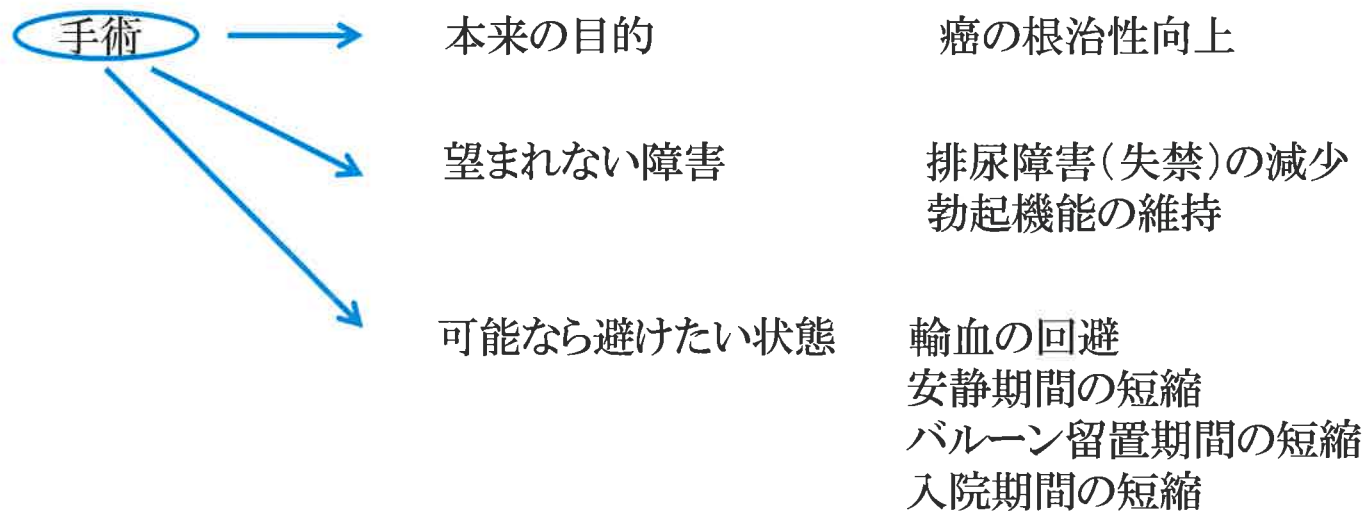 手術 本来の目的 癌の根治性向上
望まれない障害 排尿障害(失禁)の減少
勃起機能の維持
可能なら避けたい状態 輸血の回避
安静期間の短縮
バルーン留置期間の短縮
入院期間の短縮